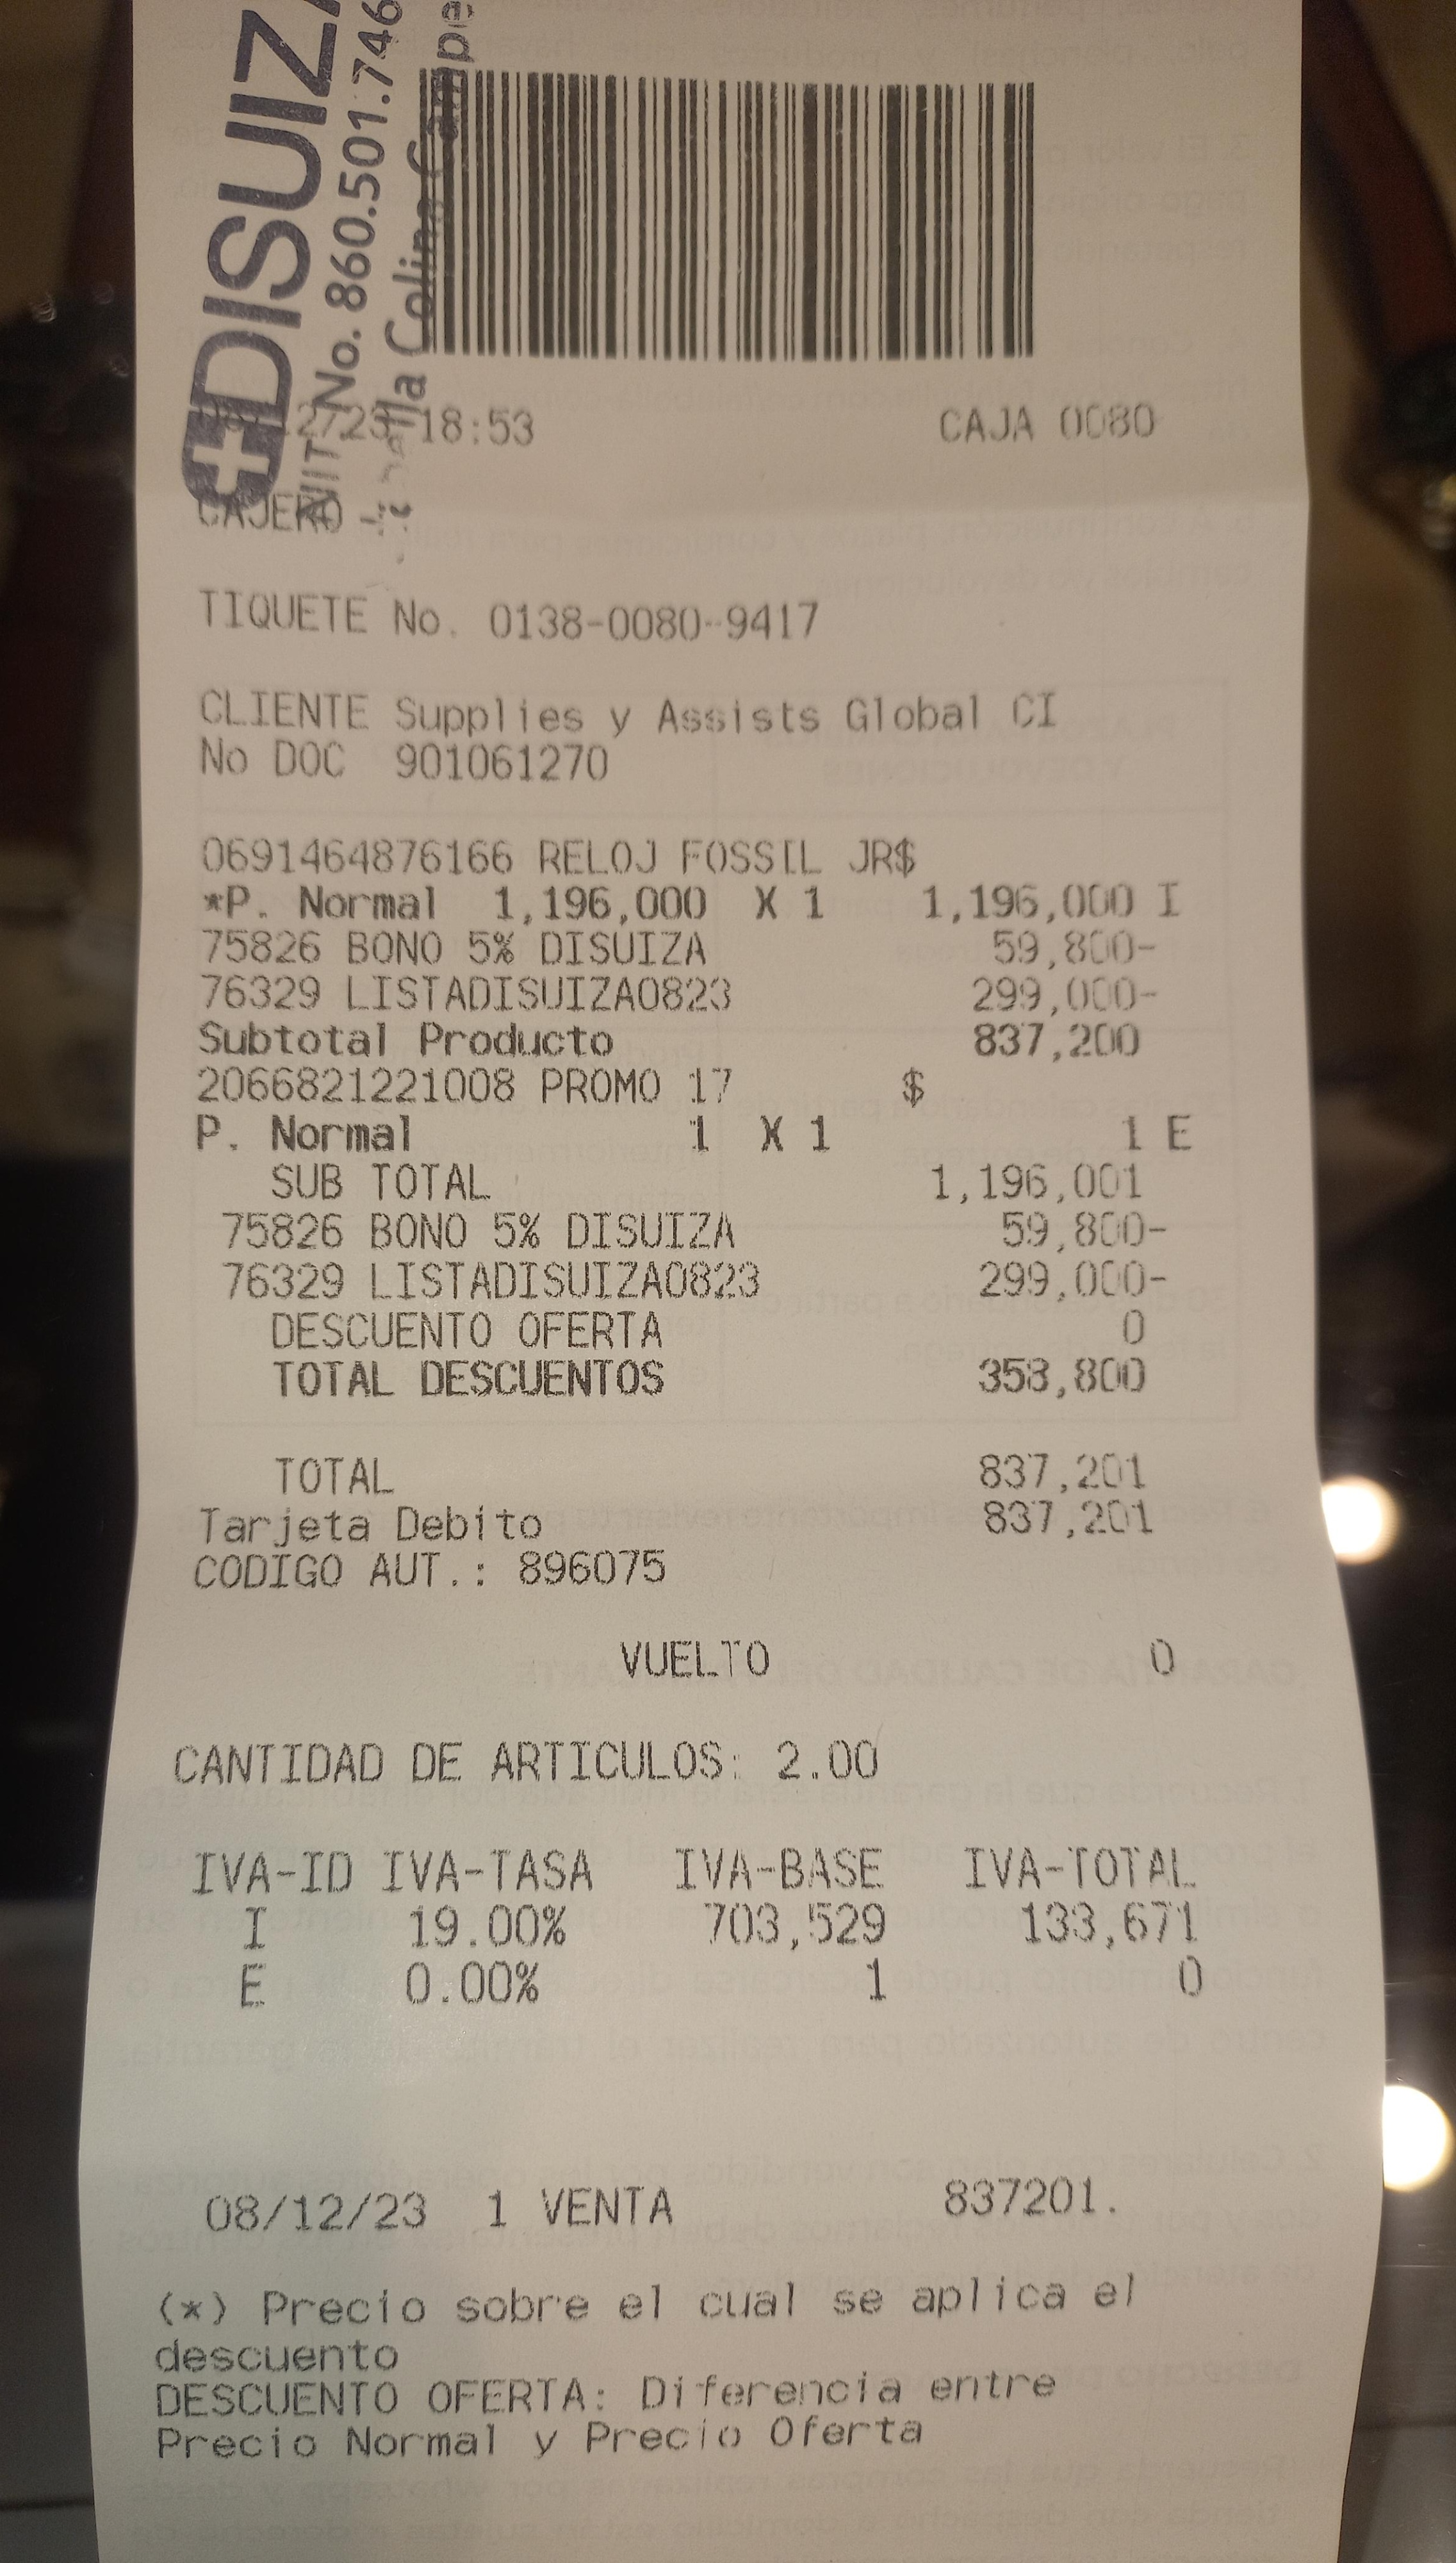 DISUIZ
NIT. No. 860.501.746
Colina Campe
18:53 CAJA 0080
CAJERO
TIQUETE No. 0138-0080-9417
CLIENTE Supplies y Assists Global CI
No DOC 901061270
0691464876166 RELOJ FOSSIL JR$
*P. Normal 1,196,000 X 1 1,196,000 I
75826 BONO 5% DISUIZA 59,800-
76329 LISTADISUIZA0823 299,000-
Subtotal Producto 837,200
2066821221008 PROMO 17 $
P. Normal 1 X 1 1 E
SUB TOTAL 1,196,001
75826 BONO 5% DISUIZA 59,800-
76329 LISTADISUIZA0823 299,000-
DESCUENTO OFERTA 0
TOTAL DESCUENTOS 358,800
TOTAL 837,201
Tarjeta Debito 837,201
CODIGO AUT.: 896075
VUELTO 0
CANTIDAD DE ARTICULOS: 2.00
IVA-ID IVA-TASA IVA-BASE IVA-TOTAL
I 19.00% 703,529 133,671
E 0.00% 1 0
08/12/23 1 VENTA 837201.
(*) Precio sobre el cual se aplica el
descuento
DESCUENTO OFERTA: Diferencia entre
Precio Normal y Precio Oferta